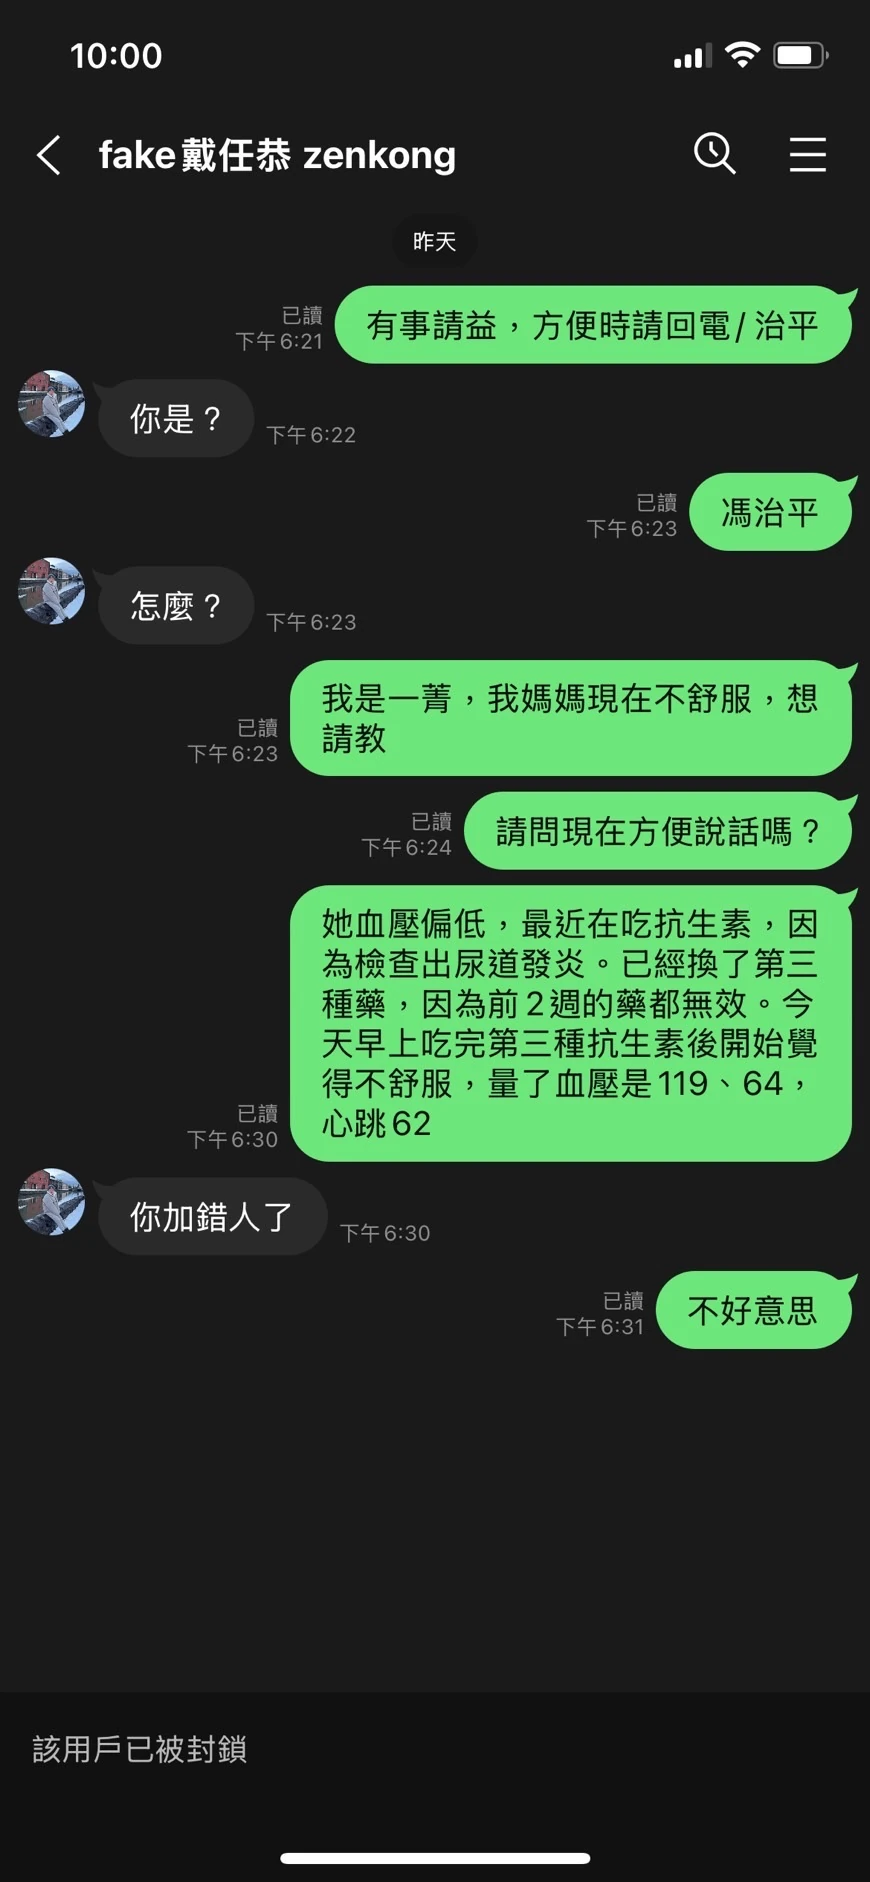 10:00
fake戴任恭 zenkong
昨天
有事請益，方便時請回電/ 治平
已讀
下午6:21
你是？
下午6:22
馮治平
已讀
下午6:23
怎麼？
下午6:23
我是一菁，我媽媽現在不舒服，想
請教
已讀
下午6:23
請問現在方便說話嗎？
已讀
下午6:24
她血壓偏低，最近在吃抗生素，因
為檢查出尿道發炎。已經換了第三
種藥，因為前2週的藥都無效。今
天早上吃完第三種抗生素後開始覺
得不舒服，量了血壓是119、64，
心跳62
已讀
下午6:30
你加錯人了
下午6:30
不好意思
已讀
下午6:31
該用戶已被封鎖